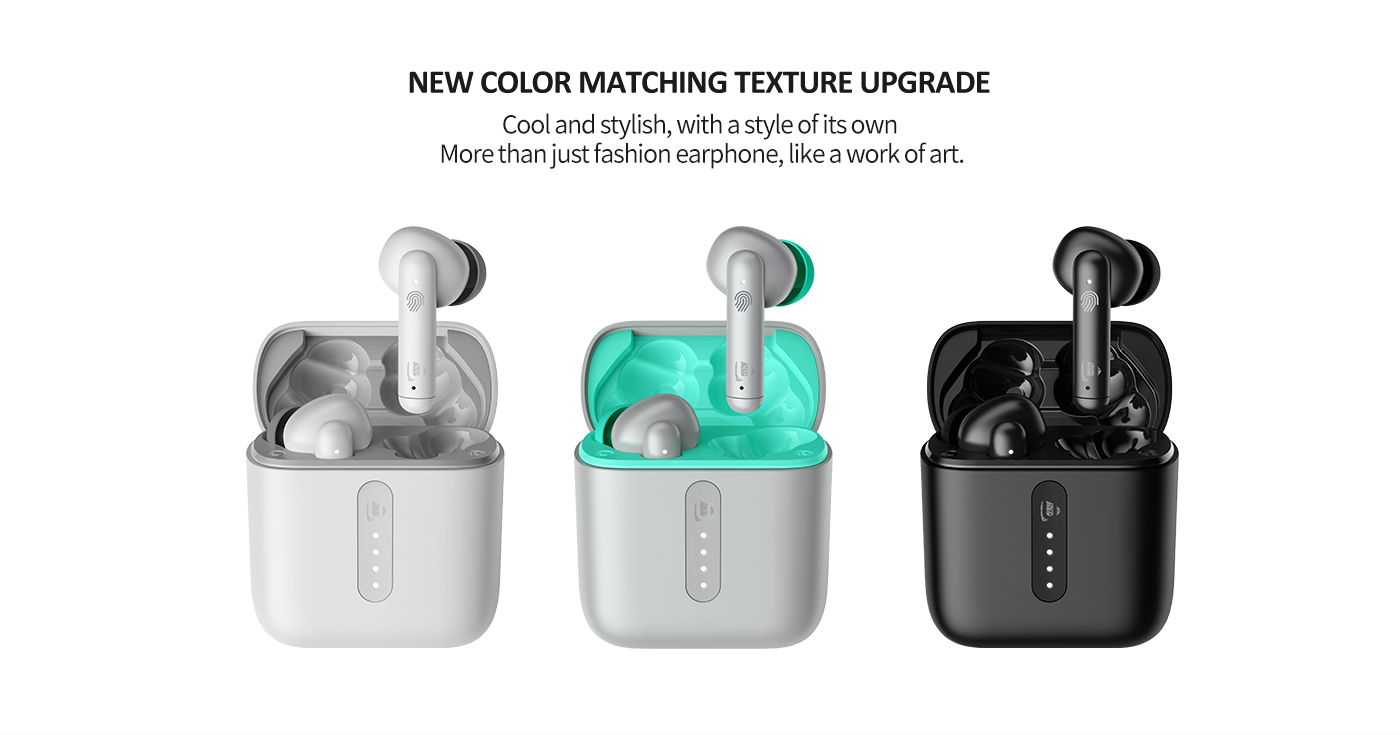 NEW COLOR MATCHING TEXTURE UPGRADE
Cool and stylish, with a style of its own
More than just fashion earphone, like a work of art.